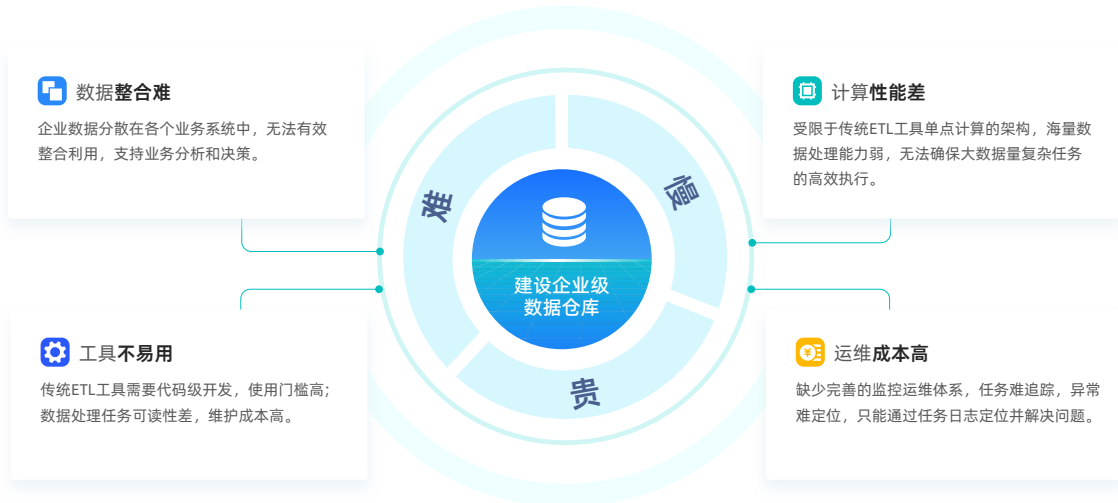 数据整合难
企业数据分散在各个业务系统中，无法有效
整合利用，支持业务分析和决策。
工具不易用
传统ETL工具需要代码级开发，使用门槛高；
数据处理任务可读性差，维护成本高。
难
慢
贵
建设企业级
数据仓库
计算性能差
受限于传统ETL工具单点计算的架构，海量数
据处理能力弱，无法确保大数据量复杂任务
的高效执行。
运维成本高
缺少完善的监控运维体系，任务难追踪，异常
难定位，只能通过任务日志定位并解决问题。